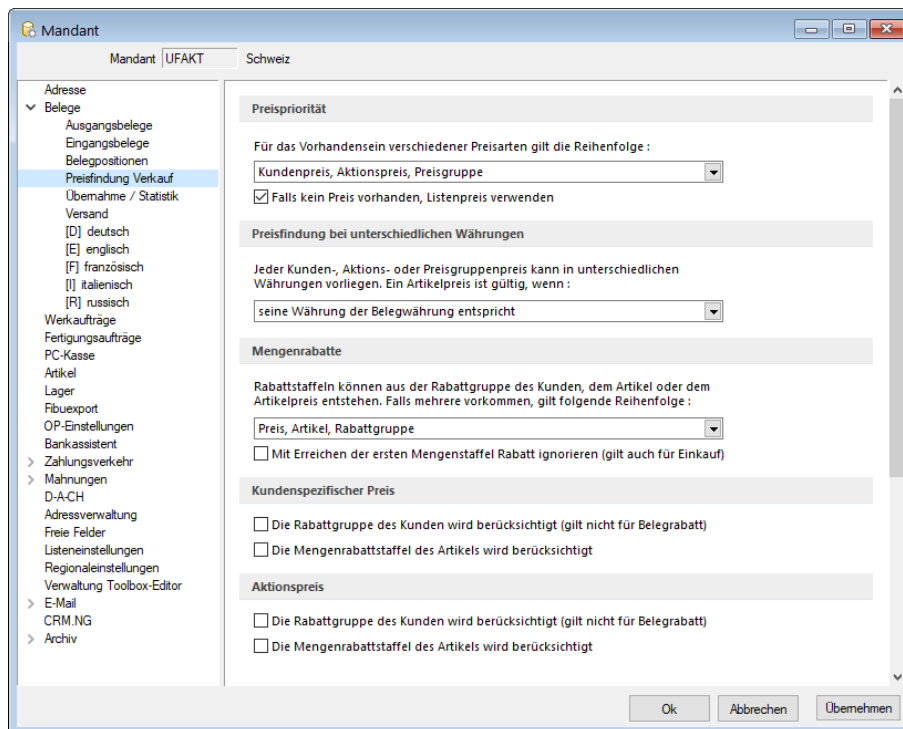 Mandant
Mandant UFAKT Schweiz
Adresse
Belege
Ausgangsbelege
Eingangsbelege
Belegpositionen
Preisfindung Verkauf
Übernahme / Statistik
Versand
[D] deutsch
[E] englisch
[F] französisch
[I] italienisch
[R] russisch
Werkaufträge
Fertigungsaufträge
PC-Kasse
Artikel
Lager
Fibuexport
OP-Einstellungen
Bankassistent
Zahlungsverkehr
Mahnungen
D-A-CH
Adressverwaltung
Freie Felder
Listeneinstellungen
Regionaleinstellungen
Verwaltung Toolbox-Editor
E-Mail
CRM.NG
Archiv
Preispriorität
Für das Vorhandensein verschiedener Preisarten gilt die Reihenfolge :
Kundenpreis, Aktionspreis, Preisgruppe
Falls kein Preis vorhanden, Listenpreis verwenden
Preisfindung bei unterschiedlichen Währungen
Jeder Kunden-, Aktions- oder Preisgruppenpreis kann in unterschiedlichen
Währungen vorliegen. Ein Artikelpreis ist gültig, wenn :
seine Währung der Belegwährung entspricht
Mengenrabatte
Rabattstaffeln können aus der Rabattgruppe des Kunden, dem Artikel oder dem
Artikelpreis entstehen. Falls mehrere vorkommen, gilt folgende Reihenfolge :
Preis, Artikel, Rabattgruppe
Mit Erreichen der ersten Mengenstaffel Rabatt ignorieren (gilt auch für Einkauf)
Kundenspezifischer Preis
Die Rabattgruppe des Kunden wird berücksichtigt (gilt nicht für Belegrabatt)
Die Mengenrabattstaffel des Artikels wird berücksichtigt
Aktionspreis
Die Rabattgruppe des Kunden wird berücksichtigt (gilt nicht für Belegrabatt)
Die Mengenrabattstaffel des Artikels wird berücksichtigt
Ok Abbrechen Übernehmen